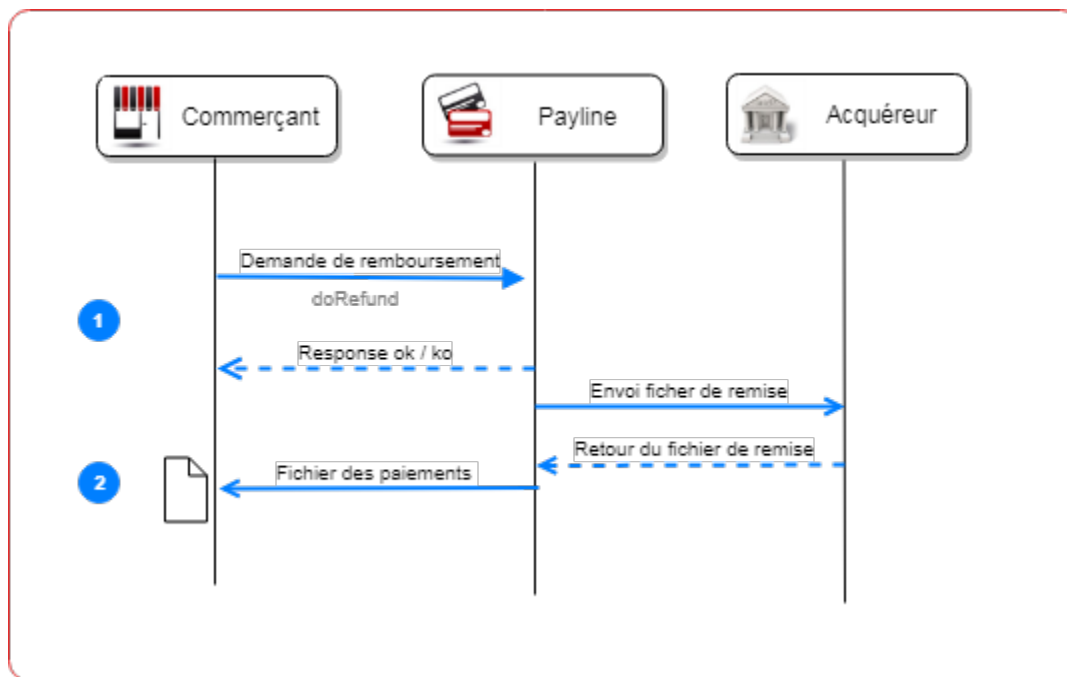 Commerçant
Payline
Acquéreur
Demande de remboursement
doRefund
1
Response ok / ko
Envoi ficher de remise
Retour du fichier de remise
2
Fichier des paiements